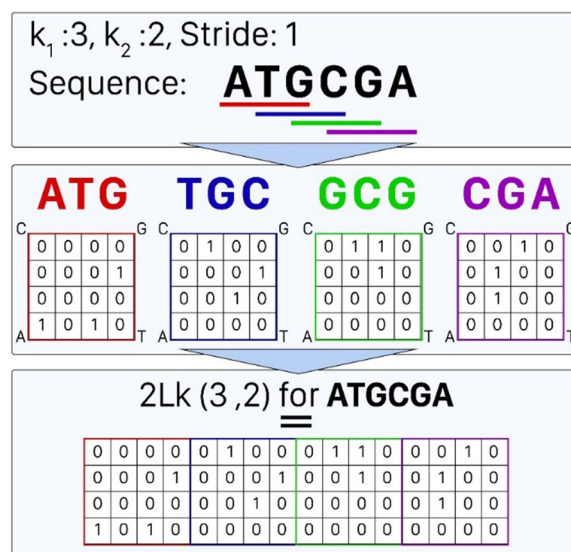 k₁ :3, k₂ :2, Stride: 1
Sequence: ATGCGA
ATG TGC GCG CGA
C G C G C G C
0 0 0 0 0 1 0 0 0 1 1 0 0 0 1 0
0 0 0 1 0 0 0 1 0 0 1 0 0 1 0 0
0 0 0 0 0 0 1 0 0 0 0 0 0 1 0 0
1 0 1 0 0 0 0 0 0 0 0 0 0 0 0 0
A T A T A T A T
2Lk (3 ,2) for ATGCGA
=
0 0 0 0 0 1 0 0 0 1 1 0 0 0 1 0
0 0 0 1 0 0 0 1 0 0 1 0 0 1 0 0
0 0 0 0 0 0 1 0 0 0 0 0 0 1 0 0
1 0 1 0 0 0 0 0 0 0 0 0 0 0 0 0